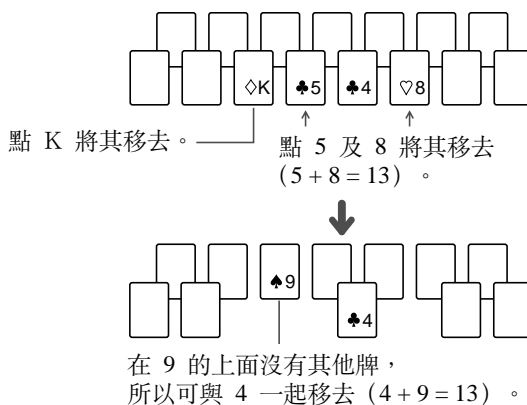 ♢K ♣5 ♣4 ♡8
點 K 將其移去。
點 5 及 8 將其移去
(5 + 8 = 13) 。
♠9
♣4
在 9 的上面沒有其他牌，
所以可與 4 一起移去 (4 + 9 = 13) 。